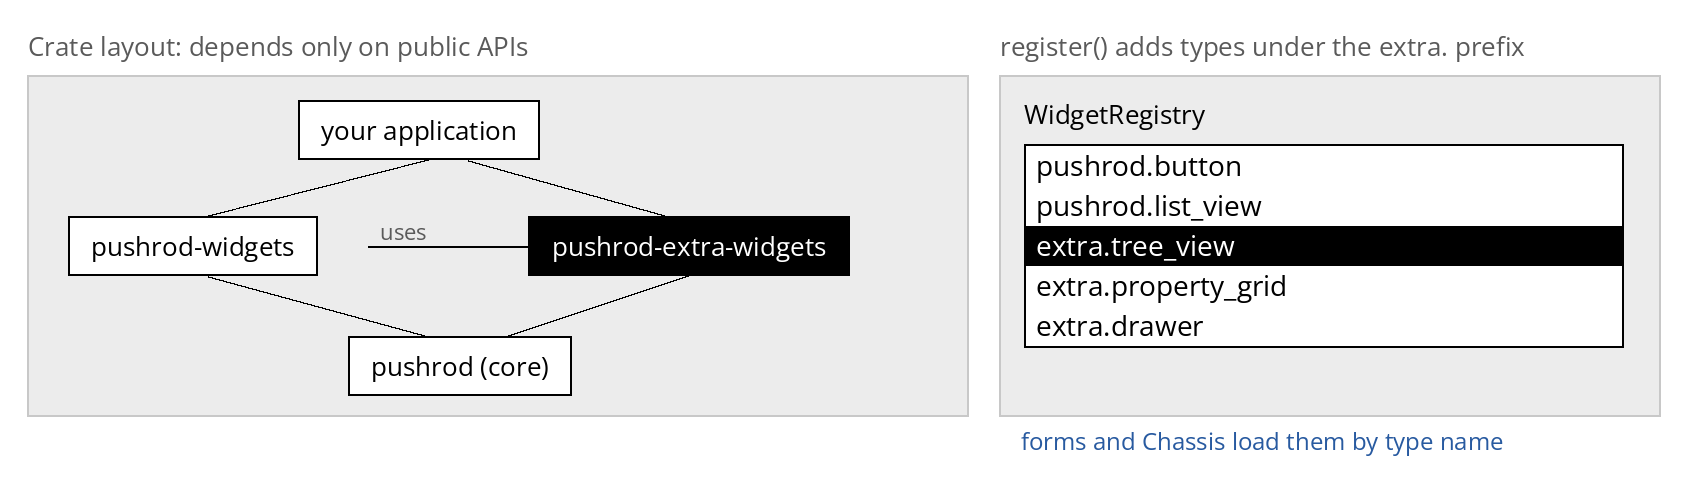 Crate layout: depends only on public APIs
your application
pushrod-widgets
uses
pushrod-extra-widgets
pushrod (core)
register() adds types under the extra. prefix
WidgetRegistry
pushrod.button
pushrod.list_view
extra.tree_view
extra.property_grid
extra.drawer
forms and Chassis load them by type name